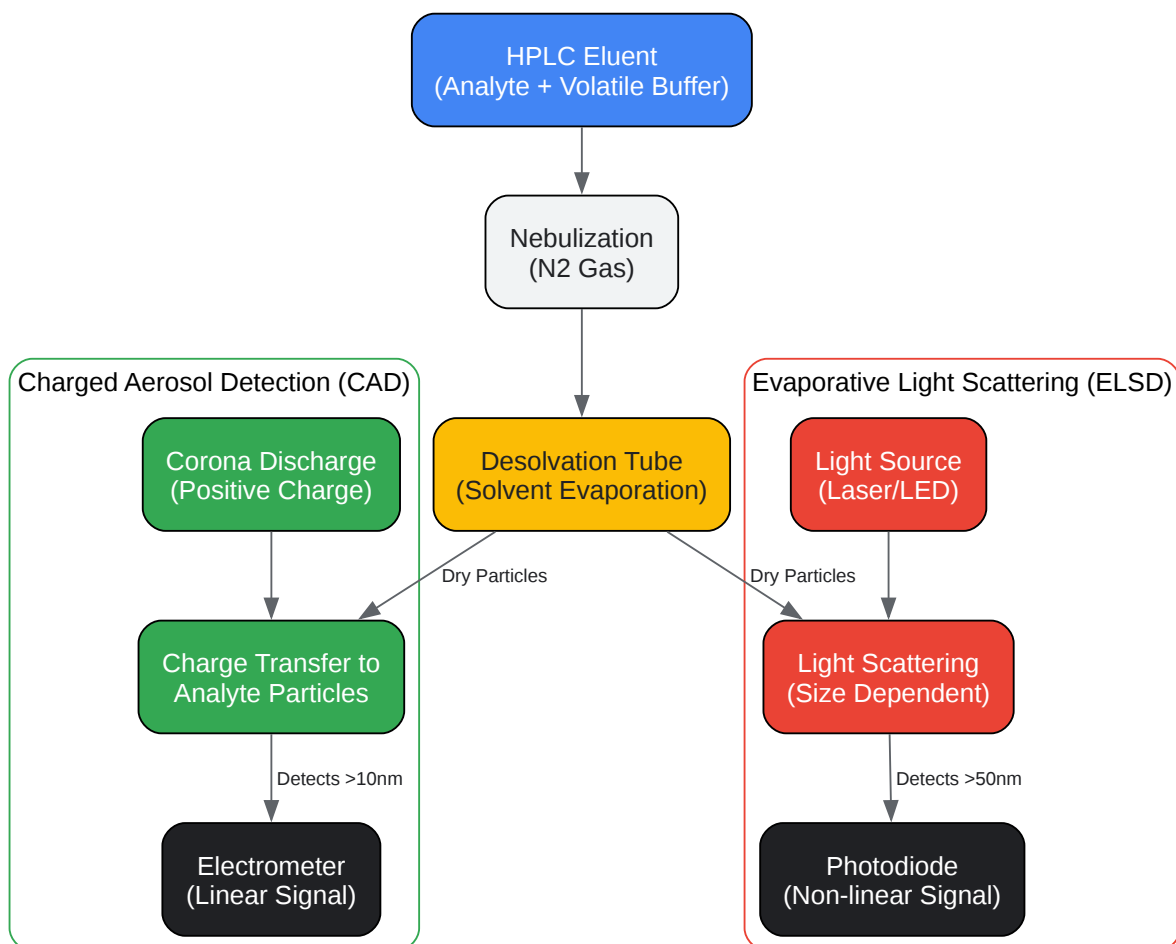 HPLC Eluent
(Analyte + Volatile Buffer)
Nebulization
(N2 Gas)
Charged Aerosol Detection (CAD)
Evaporative Light Scattering (ELSD)
Corona Discharge
(Positive Charge)
Desolvation Tube
(Solvent Evaporation)
Light Source
(Laser/LED)
Dry Particles
Dry Particles
Charge Transfer to
Analyte Particles
Light Scattering
(Size Dependent)
Detects >10nm
Detects >50nm
Electrometer
(Linear Signal)
Photodiode
(Non-linear Signal)